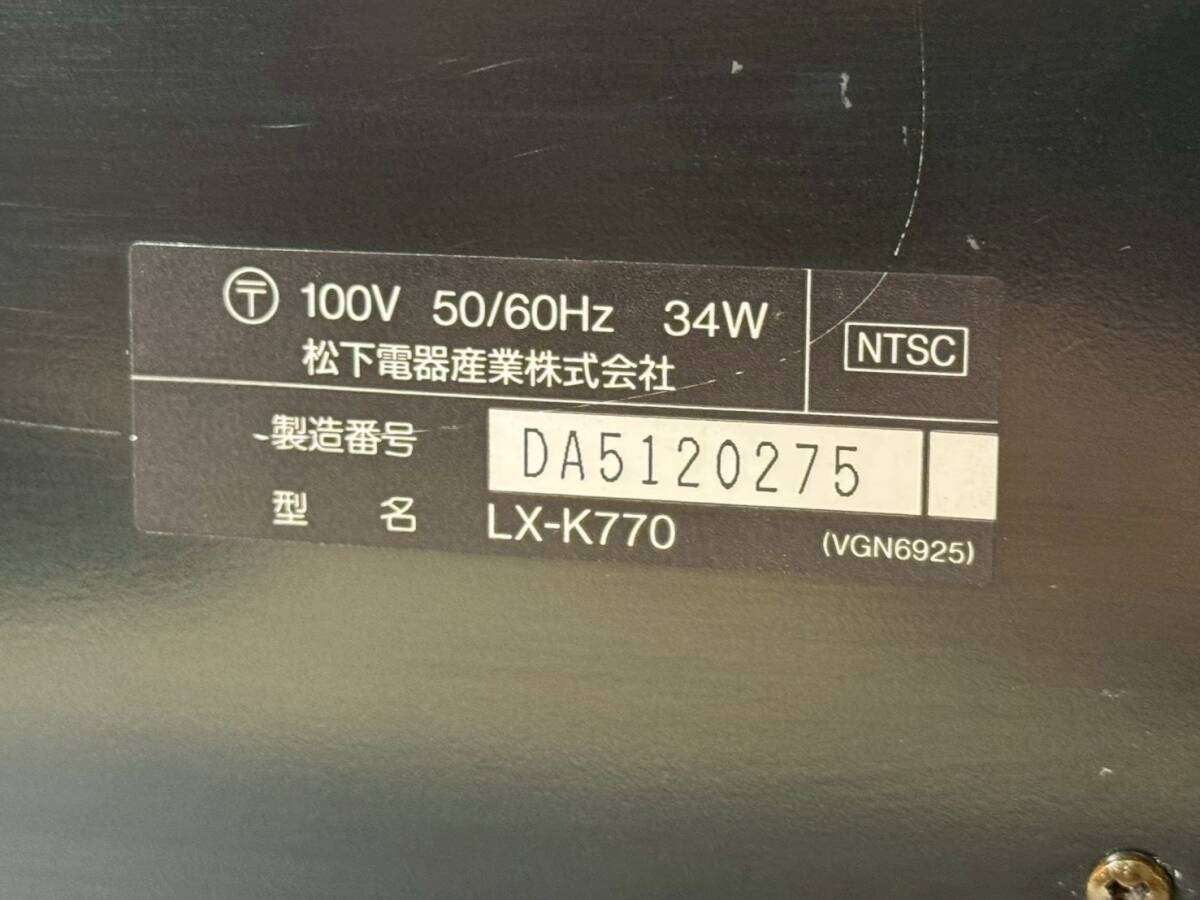 〒 100V 50/60Hz 34W
松下電器産業株式会社
NTSC
製造番号 DA5120275
型 名 LX-K770 (VGN6925)